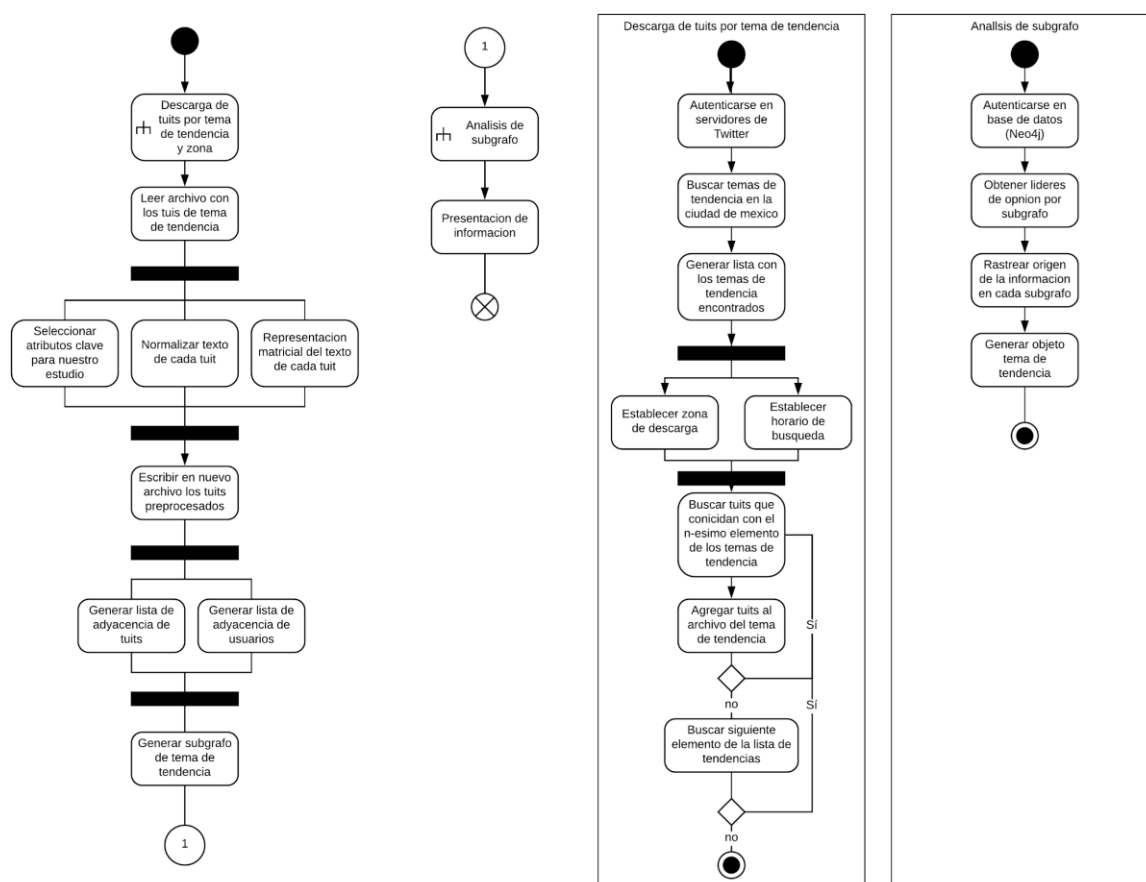 Descarga de
tuits por tema
de tendencia
y zona
Leer archivo con
los tuis de tema
de tendencia
Seleccionar
atributos clave
para nuestro
estudio
Normalizar texto
de cada tuit
Representacion
matricial del texto
de cada tuit
Escribir en nuevo
archivo los tuits
preprocesados
Generar lista de
adyacencia de
tuits
Generar lista de
adyacencia de
usuarios
Generar subgrafo
de tema de
tendencia
1
1
Analisis de
subgrafo
Presentacion de
informacion
Descarga de tuits por tema de tendencia
Autenticarse en
servidores de
Twitter
Buscar temas de
tendencia en la
ciudad de mexico
Generar lista con
los temas de
tendencia
encontrados
Establecer zona
de descarga
Establecer
horario de
busqueda
Buscar tuits que
conicidan con el
n-esimo elemento
de los temas de
tendencia
Agregar tuits al
archivo del tema
de tendencia
Sí
no
Sí
Buscar siguiente
elemento de la lista de
tendencias
no
Anallsis de subgrafo
Autenticarse en
base de datos
(Neo4j)
Obtener lideres
de opnion por
subgrafo
Rastrear origen
de la informacion
en cada subgrafo
Generar objeto
tema de
tendencia